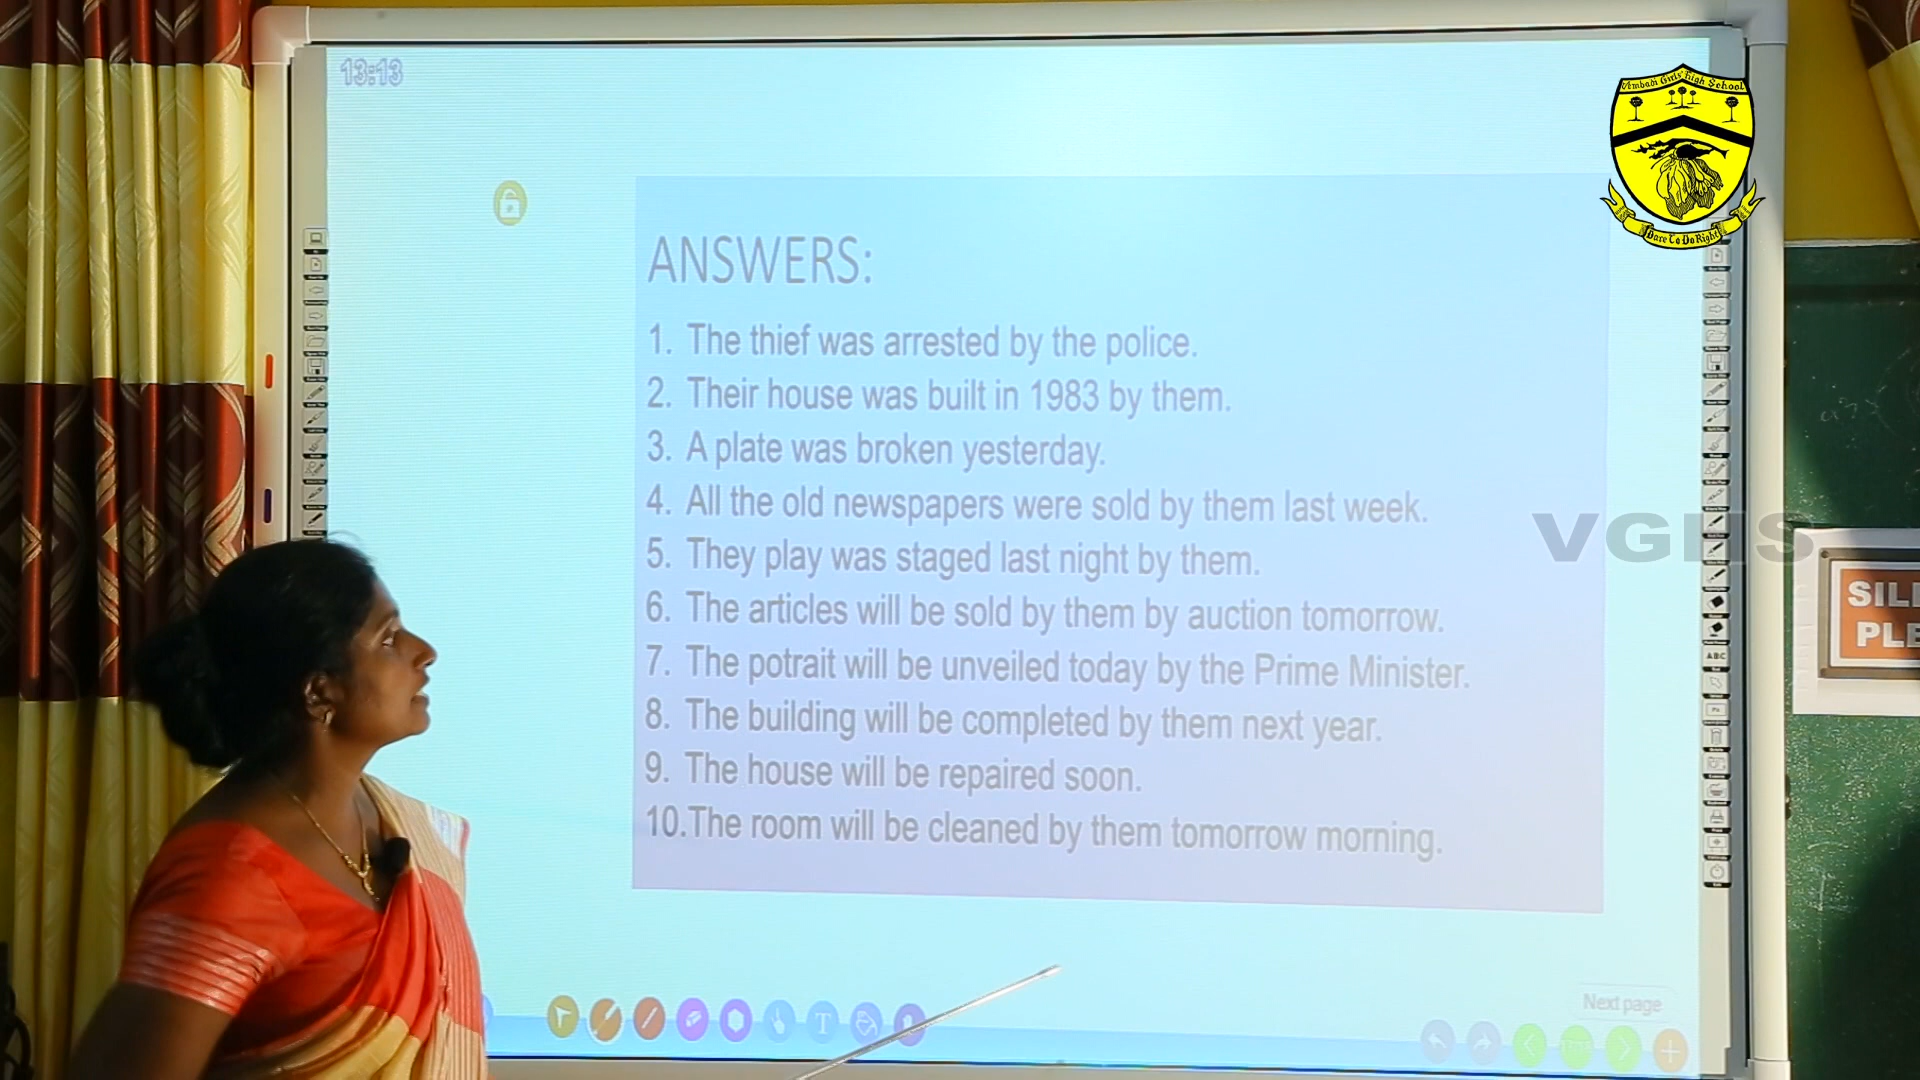 13:13
Vembadi Girls' High School
Dare To Do Right
ANSWERS:
1. The thief was arrested by the police.
2. Their house was built in 1983 by them.
3. A plate was broken yesterday.
4. All the old newspapers were sold by them last week.
5. They play was staged last night by them.
6. The articles will be sold by them by auction tomorrow.
7. The potrait will be unveiled today by the Prime Minister.
8. The building will be completed by them next year.
9. The house will be repaired soon.
10.The room will be cleaned by them tomorrow morning.
VGHS
ABC
T
Next page